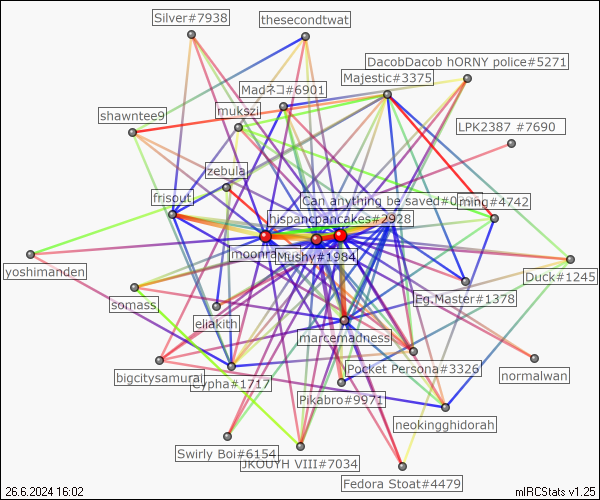 Silver#7938
thesecondtwat
DacobDacob hORNY police#5271
Majestic#3375
Madネコ#6901
mukszi
shawntee9
LPK2387 #7690
zebula
frisout
Can anything be saved#0
ming#4742
hispancpancakes#2928
moonra
Mushy#1984
yoshimanden
Duck#1245
Eg.Master#1378
somass
eliakith
marcemadness
Pocket Persona#3326
normalwan
bigcitysamurai
Cypha#1717
Pikabro#9971
neokingghidorah
Swirly Boi#6154
JKOUYH VIII#7034
Fedora Stoat#4479
26.6.2024 16:02
mIRCStats v1.25